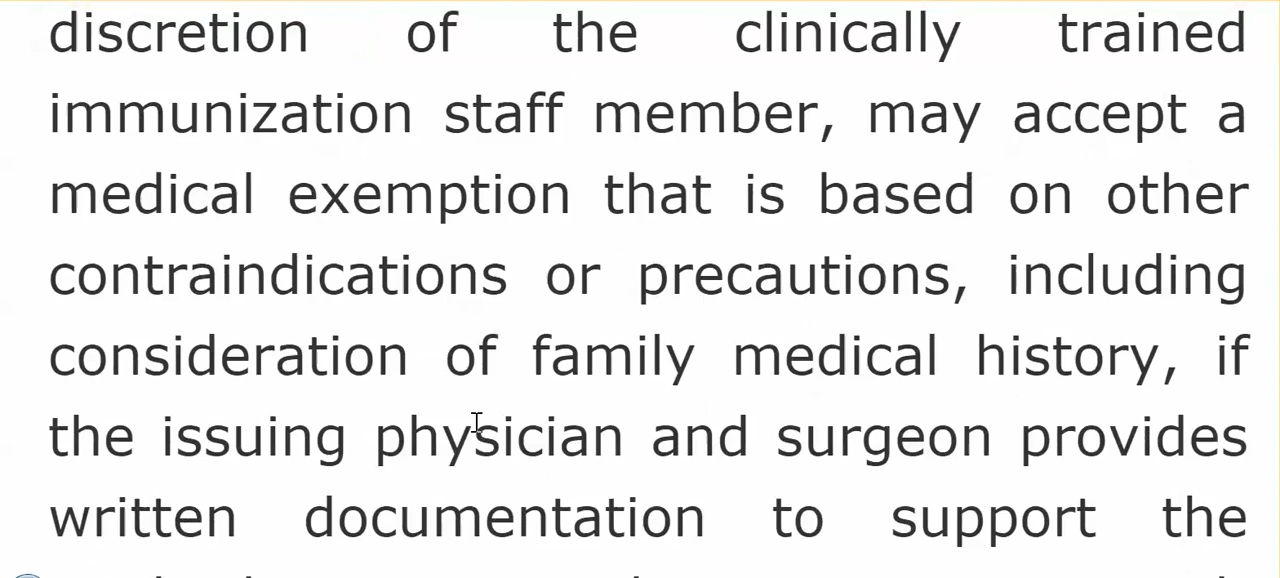 discretion of the clinically trained
immunization staff member, may accept a
medical exemption that is based on other
contraindications or precautions, including
consideration of family medical history, if
the issuing physician and surgeon provides
written documentation to support the